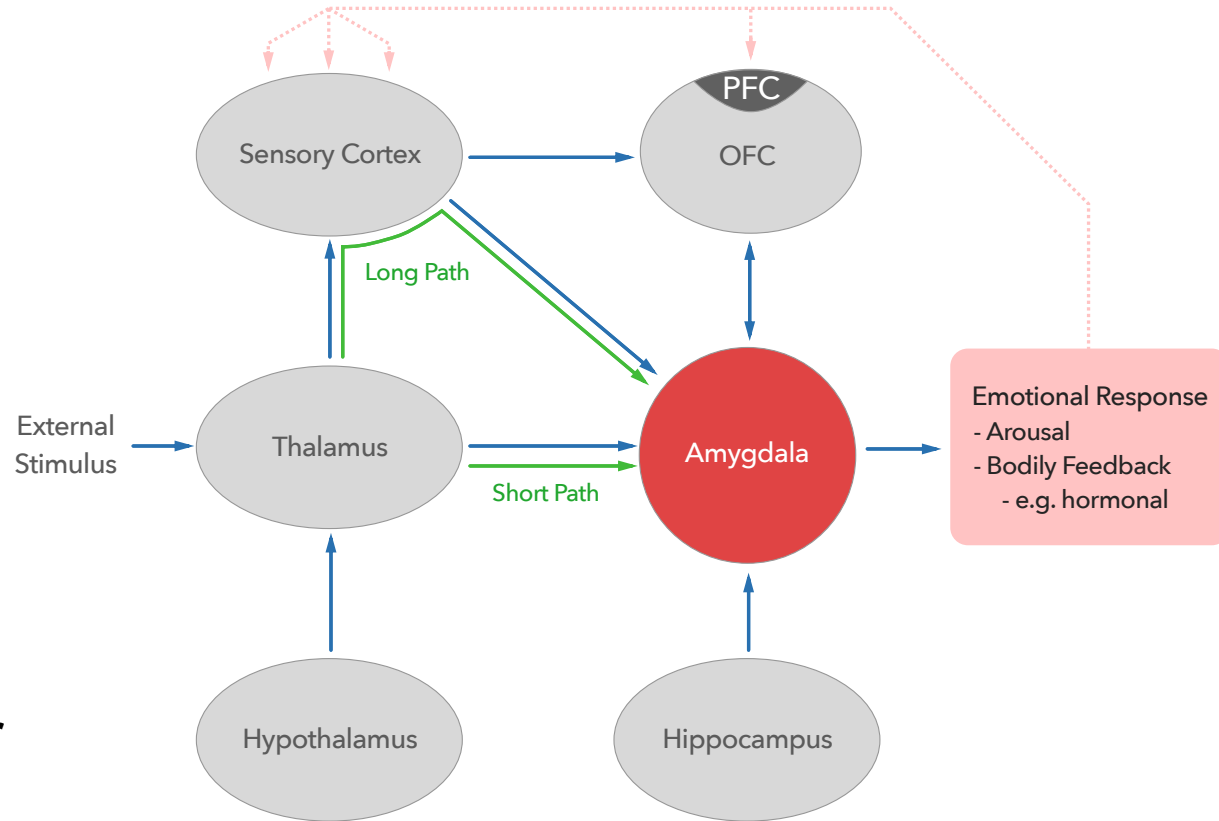 PFC
Sensory Cortex
OFC
Long Path
External
Stimulus
Thalamus
Short Path
Amygdala
Emotional Response
- Arousal
- Bodily Feedback
- e.g. hormonal
Hypothalamus
Hippocampus